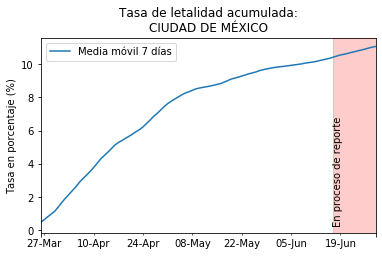 Tasa de letalidad acumulada:
CIUDAD DE MÉXICO
Media móvil 7 días
Tasa en porcentaje (%)
10
8
6
4
2
0
En proceso de reporte
27-Mar 10-Apr 24-Apr 08-May 22-May 05-Jun 19-Jun